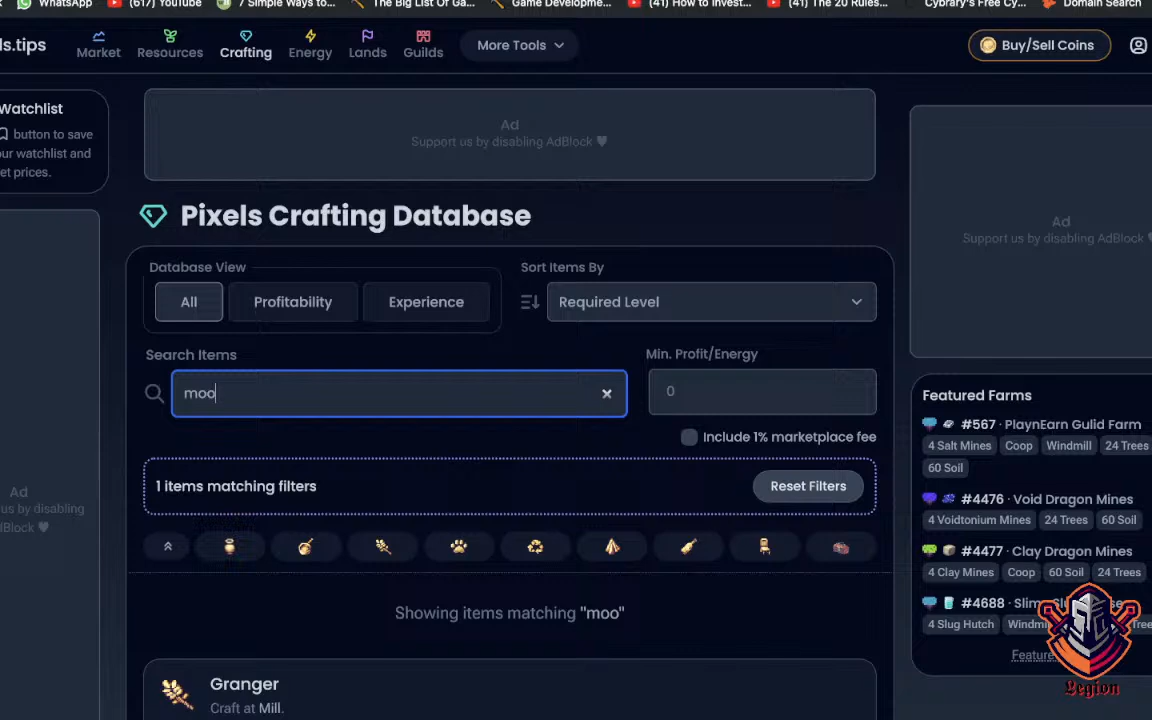 WhatsApp
(617) YouTube
7 Simple Ways to...
The Big List Of Ga...
Game Developme...
(41) How to Invest...
(41) The 20 Rules...
Cybrary's Free Cy...
Domain Search
ls.tips
Market
Resources
Crafting
Energy
Lands
Guilds
More Tools
Buy/Sell Coins
Watchlist
button to save
ur watchlist and
et prices.
Ad
Support us by disabling AdBlock ♥
Pixels Crafting Database
Database View
All
Profitability
Experience
Sort Items By
Required Level
Search Items
moo
Min. Profit/Energy
0
Include 1% marketplace fee
1 items matching filters
Reset Filters
Showing items matching "moo"
Granger
Craft at Mill.
Ad
us by disabling
dBlock ♥
Ad
Support us by disabling AdBlock
Featured Farms
#567 · PlaynEarn Guild Farm
4 Salt Mines
Coop
Windmill
24 Trees
60 Soil
#4476 · Void Dragon Mines
4 Voidtonium Mines
24 Trees
60 Soil
#4477 · Clay Dragon Mines
4 Clay Mines
Coop
60 Soil
24 Trees
#4688 · Slim
4 Slug Hutch
Windm
Feature
Legion